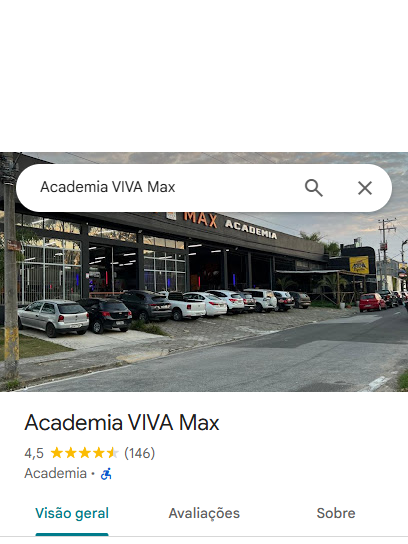 Academia VIVA Max
MAX ACADEMIA
Academia VIVA Max
4,5 (146)
Academia ·
Visão geral Avaliações Sobre